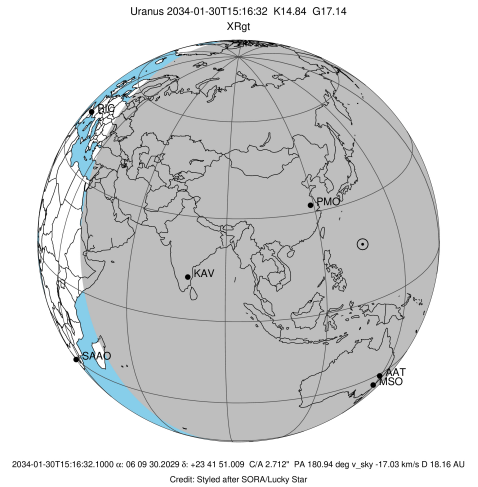 Uranus 2034-01-30T15:16:32 K14.84 G17.14
XRgt
PIC
PMO
KAV
SAAO
AAT
MSO
2034-01-30T15:16:32.1000 α: 06 09 30.2029 δ: +23 41 51.009 C/A 2.712" PA 180.94 deg v_sky -17.03 km/s D 18.16 AU
Credit: Styled after SORA/Lucky Star